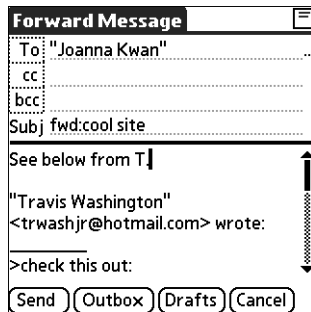 Forward Message
To "Joanna Kwan" ..
cc
bcc
Subj fwd:cool site
See below from T.
"Travis Washington"
<trwashjr@hotmail.com> wrote:
>check this out:
Send Outbox Drafts Cancel